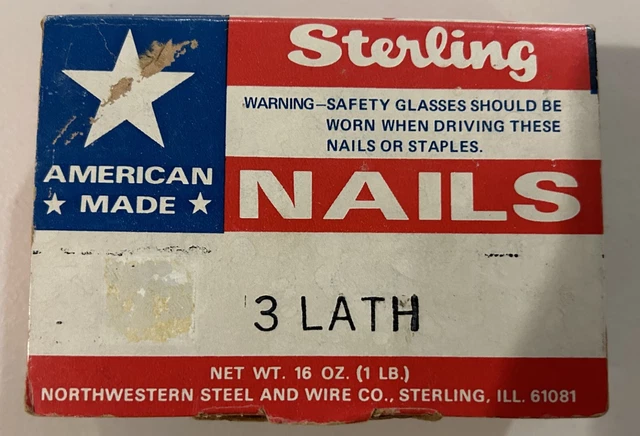 Sterling
WARNING—SAFETY GLASSES SHOULD BE
WORN WHEN DRIVING THESE
NAILS OR STAPLES.
AMERICAN
MADE
NAILS
3 LATH
NET WT. 16 OZ. (1 LB.)
NORTHWESTERN STEEL AND WIRE CO., STERLING, ILL. 61081